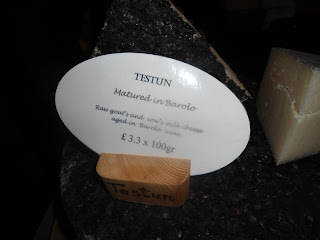 TESTUN
Matured in Barolo
Raw goat's and cow's milk cheese
aged in Barolo wine.
£ 3.3 x 100gr
Testun